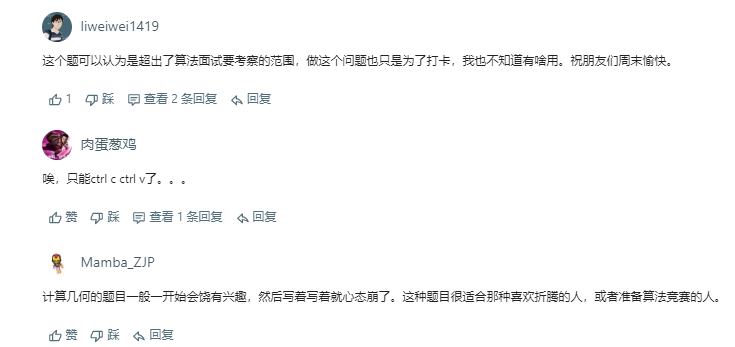 liweiwei1419
这个题可以认为是超出了算法面试要考察的范围，做这个问题也只是为了打卡，我也不知道有啥用。祝朋友们周末愉快。
1 踩 查看 2 条回复 回复
肉蛋葱鸡
唉，只能ctrl c ctrl v了。。。
赞 踩 查看 1 条回复 回复
Mamba_ZJP
计算几何的题目一般一开始会饶有兴趣，然后写着写着就心态崩了。这种题目很适合那种喜欢折腾的人，或者准备算法竞赛的人。
赞 踩 回复